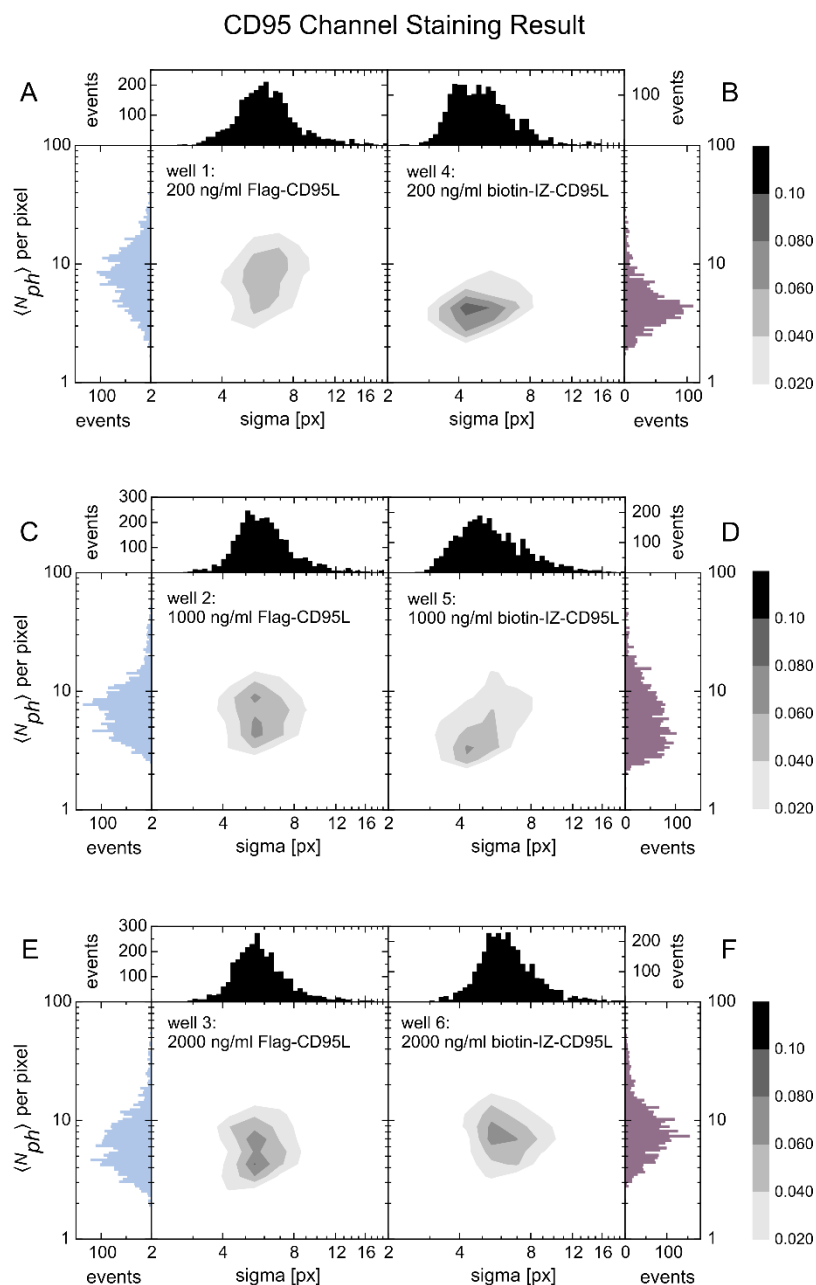 CD95 Channel Staining Result
A
events
200
100
100
events
B
100
10
1
⟨Nph⟩ per pixel
well 1:
200 ng/ml Flag-CD95L
well 4:
200 ng/ml biotin-IZ-CD95L
100
10
1
0.10
0.080
0.060
0.040
0.020
100 2 4 8 12 16 2 4 8 12 16 0 100
events sigma [px] sigma [px] events
C
events
300
200
100
200
100
events
D
100
10
1
⟨Nph⟩ per pixel
well 2:
1000 ng/ml Flag-CD95L
well 5:
1000 ng/ml biotin-IZ-CD95L
100
10
1
0.10
0.080
0.060
0.040
0.020
100 2 4 8 12 16 2 4 8 12 16 0 100
events sigma [px] sigma [px] events
E
events
300
200
100
200
100
events
F
100
10
1
⟨Nph⟩ per pixel
well 3:
2000 ng/ml Flag-CD95L
well 6:
2000 ng/ml biotin-IZ-CD95L
100
10
1
0.10
0.080
0.060
0.040
0.020
100 2 4 8 12 16 2 4 8 12 16 0 100
events sigma [px] sigma [px] events